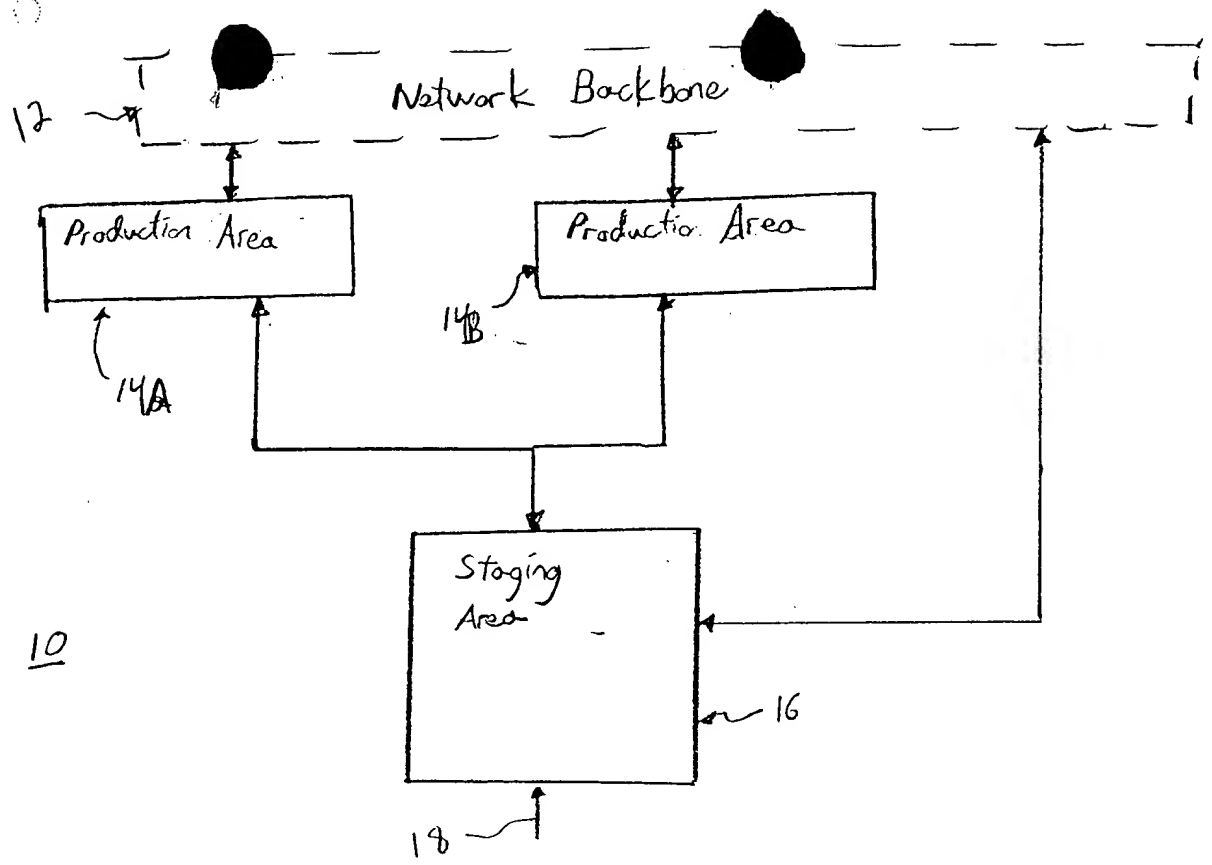 Network Backbone
12
Production Area
Production Area
14B
14A
Staging
Area
10
16
18